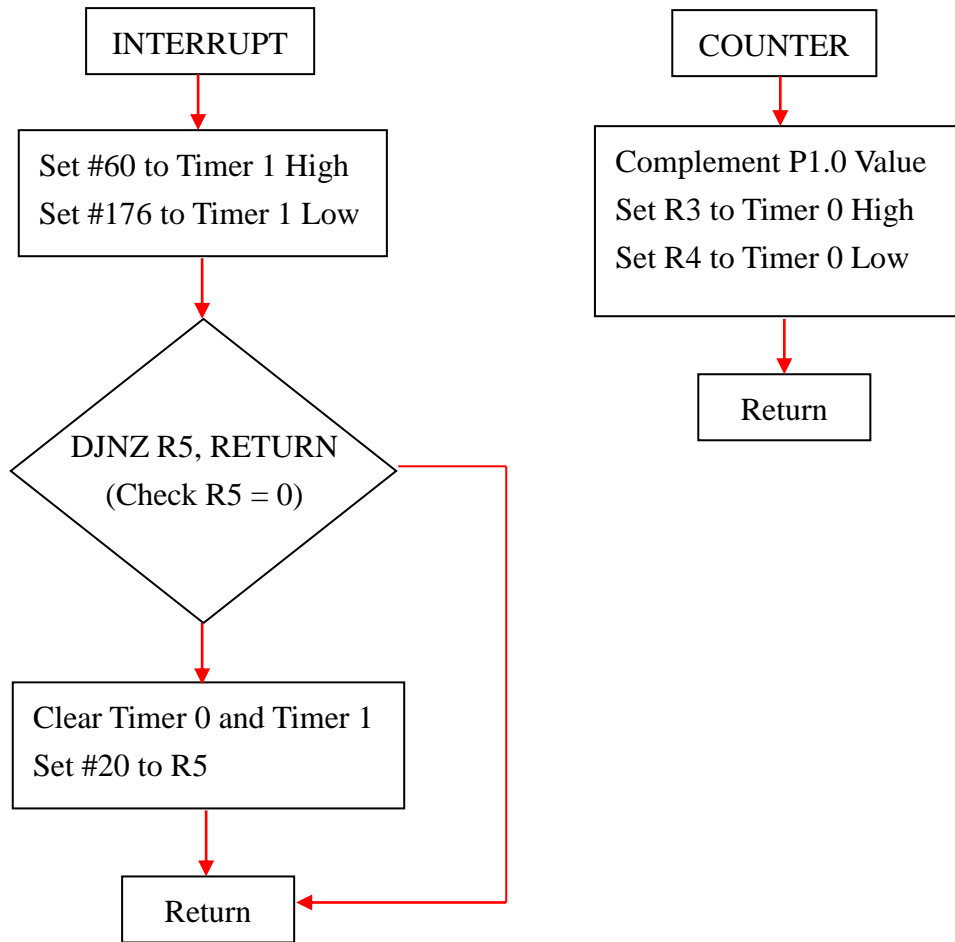 INTERRUPT
Set #60 to Timer 1 High
Set #176 to Timer 1 Low
DJNZ R5, RETURN
(Check R5 = 0)
Clear Timer 0 and Timer 1
Set #20 to R5
Return
COUNTER
Complement P1.0 Value
Set R3 to Timer 0 High
Set R4 to Timer 0 Low
Return